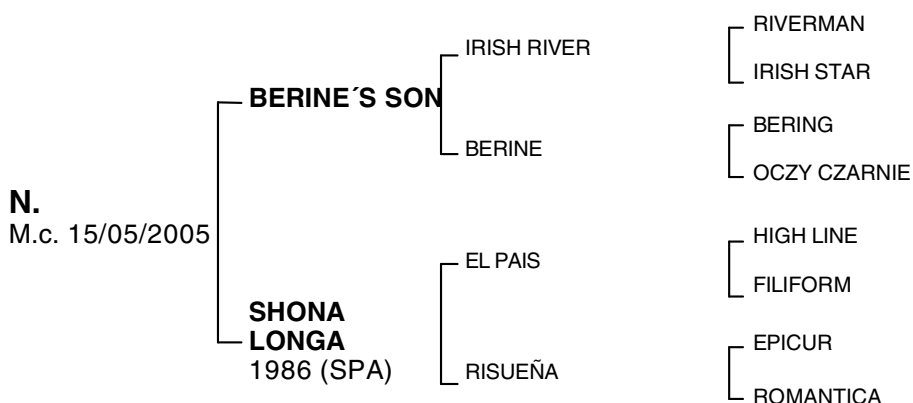 N.
M.c. 15/05/2005
BERINE´S SON
SHONA
LONGA
1986 (SPA)
IRISH RIVER
BERINE
EL PAIS
RISUEÑA
RIVERMAN
IRISH STAR
BERING
OCZY CZARNIE
HIGH LINE
FILIFORM
EPICUR
ROMANTICA